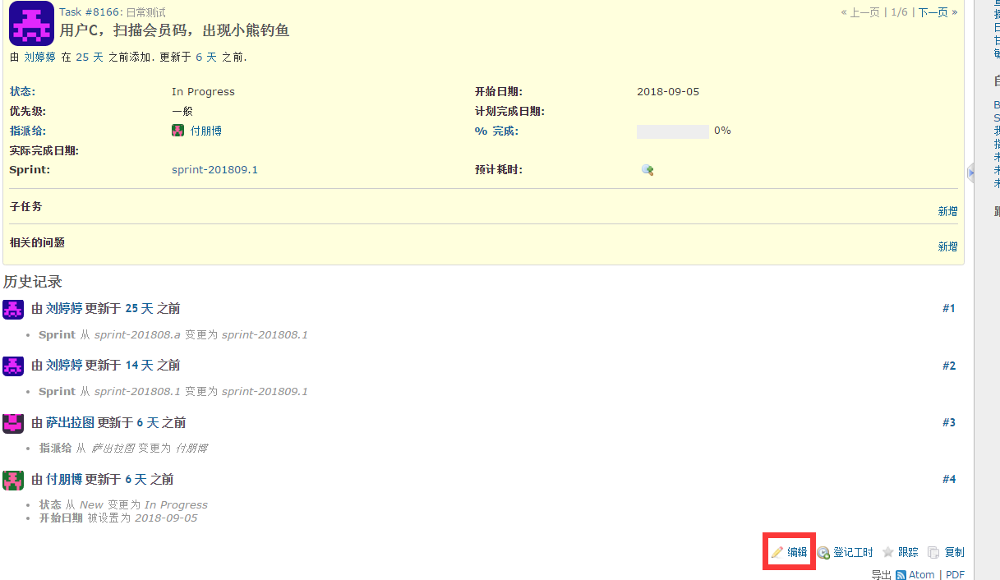 Task #8166: 日常测试
« 上一页 | 1/6 | 下一页 »
用户C，扫描会员码，出现小熊钓鱼
由 刘婷婷 在 25 天 之前添加. 更新于 6 天 之前.
状态: In Progress 开始日期: 2018-09-05
优先级: 一般 计划完成日期:
指派给: 付朋博 % 完成: 0%
实际完成日期:
Sprint: sprint-201809.1 预计耗时:
子任务 新增
相关的问题 新增
历史记录
由 刘婷婷 更新于 25 天 之前 #1
• Sprint 从 sprint-201808.a 变更为 sprint-201808.1
由 刘婷婷 更新于 14 天 之前 #2
• Sprint 从 sprint-201808.1 变更为 sprint-201809.1
由 萨出拉图 更新于 6 天 之前 #3
• 指派给 从 萨出拉图 变更为 付朋博
由 付朋博 更新于 6 天 之前 #4
• 状态 从 New 变更为 In Progress
• 开始日期 被设置为 2018-09-05
编辑 登记工时 跟踪 复制
导出 Atom | PDF